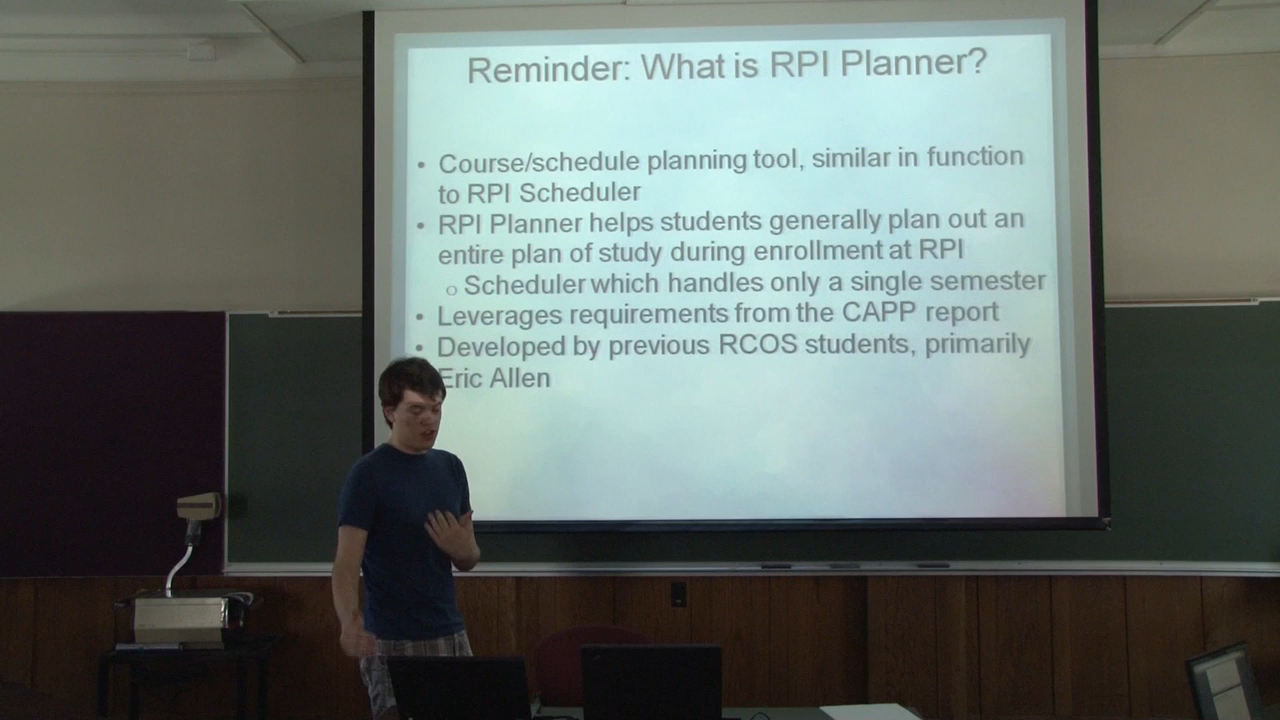 Reminder: What is RPI Planner?
• Course/schedule planning tool, similar in function
to RPI Scheduler
• RPI Planner helps students generally plan out an
entire plan of study during enrollment at RPI
o Scheduler which handles only a single semester
• Leverages requirements from the CAPP report
• Developed by previous RCOS students, primarily
Eric Allen